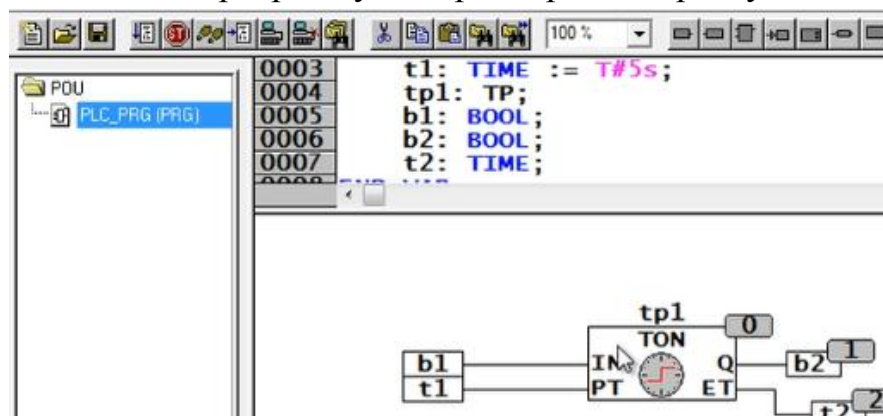 100 %
POU
PLC_PRG (PRG)
0003 t1: TIME := T#5s;
0004 tp1: TP;
0005 b1: BOOL;
0006 b2: BOOL;
0007 t2: TIME;
tp1
0
TON
b1 IN Q b2 1
t1 PT ET
t2 2